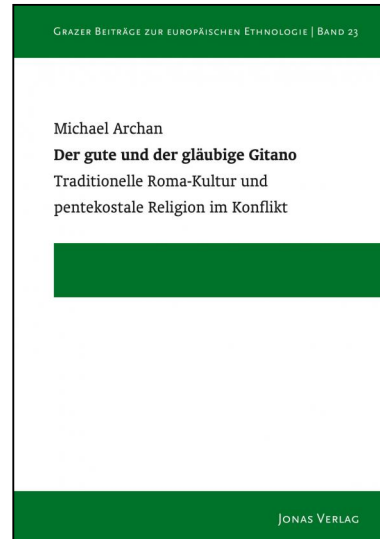 Grazer Beiträge zur europäischen Ethnologie | Band 23
Michael Archan
Der gute und der gläubige Gitano
Traditionelle Roma-Kultur und
pentekostale Religion im Konflikt
Jonas Verlag